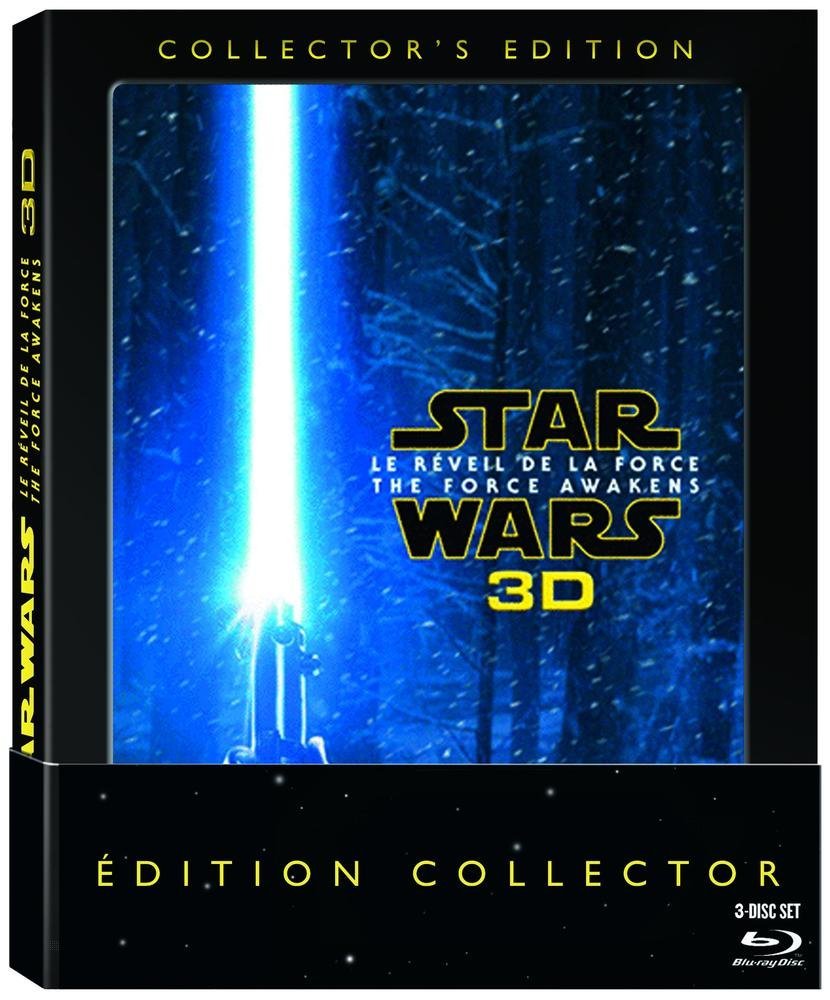 COLLECTOR'S EDITION
STAR
LE RÉVEIL DE LA FORCE
THE FORCE AWAKENS
WARS
3D
ÉDITION COLLECTOR
3-DISC SET
Blu-ray Disc
AR WARS LE RÉVEIL DE LA FORCE 3D
THE FORCE AWAKENS